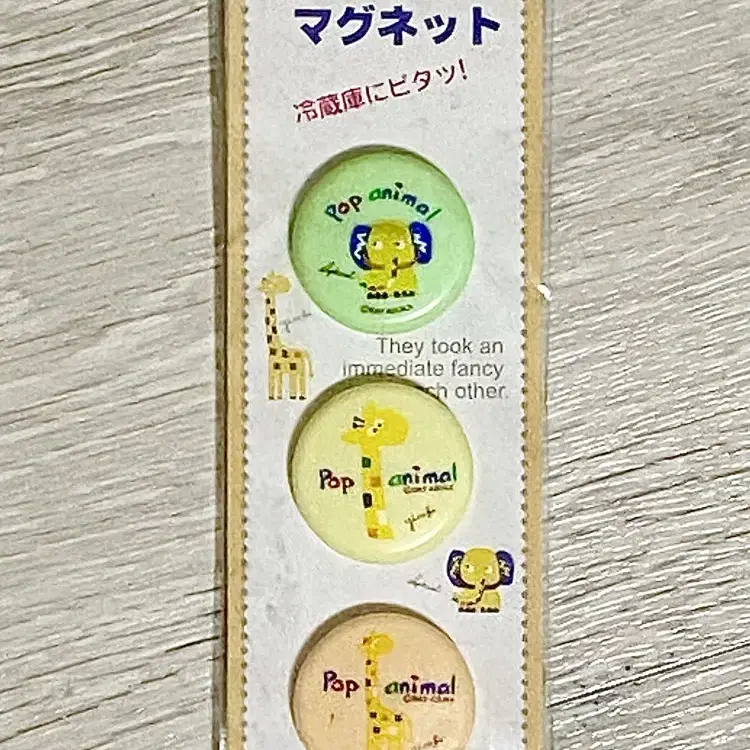 マグネット
冷蔵庫にピタッ!
Pop animal
They took an
immediate fancy
ch other.
Pop animal
Pop animal